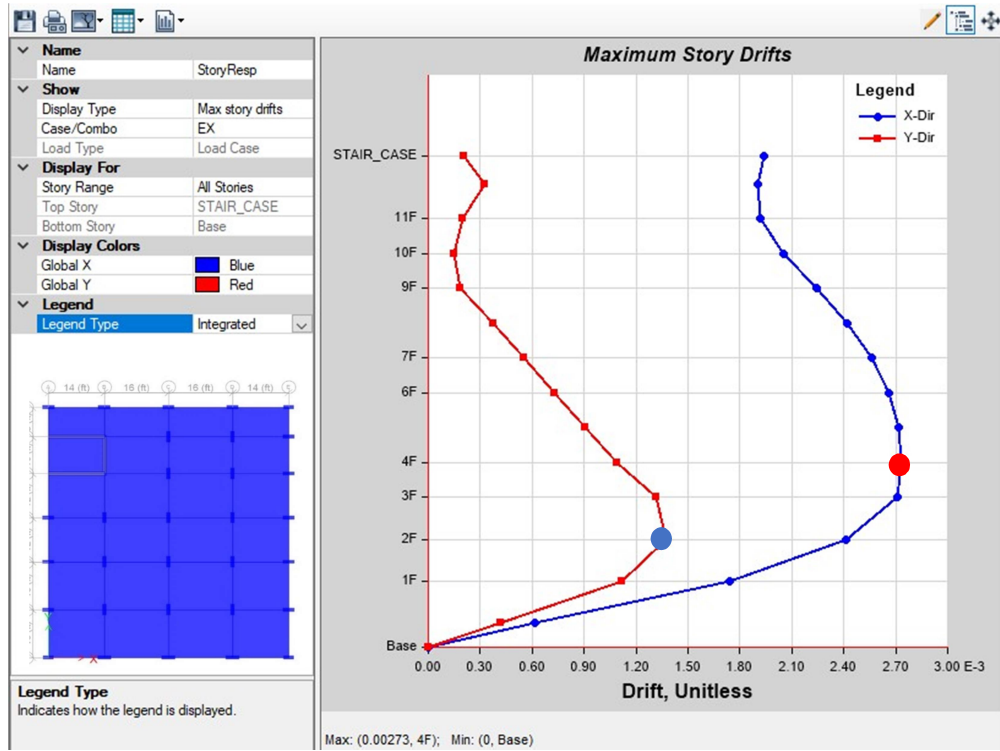 Name
Name StoryResp
Show
Display Type Max story drifts
Case/Combo EX
Load Type Load Case
Display For
Story Range All Stories
Top Story STAIR_CASE
Bottom Story Base
Display Colors
Global X Blue
Global Y Red
Legend
Legend Type Integrated
14 (ft) 16 (ft) 16 (ft) 14 (ft)
Y
X
Legend Type
Indicates how the legend is displayed.
Maximum Story Drifts
Legend
X-Dir
Y-Dir
STAIR_CASE
11F
10F
9F
7F
6F
4F
3F
2F
1F
Base
0.00 0.30 0.60 0.90 1.20 1.50 1.80 2.10 2.40 2.70 3.00 E-3
Drift, Unitless
Max: (0.00273, 4F); Min: (0, Base)